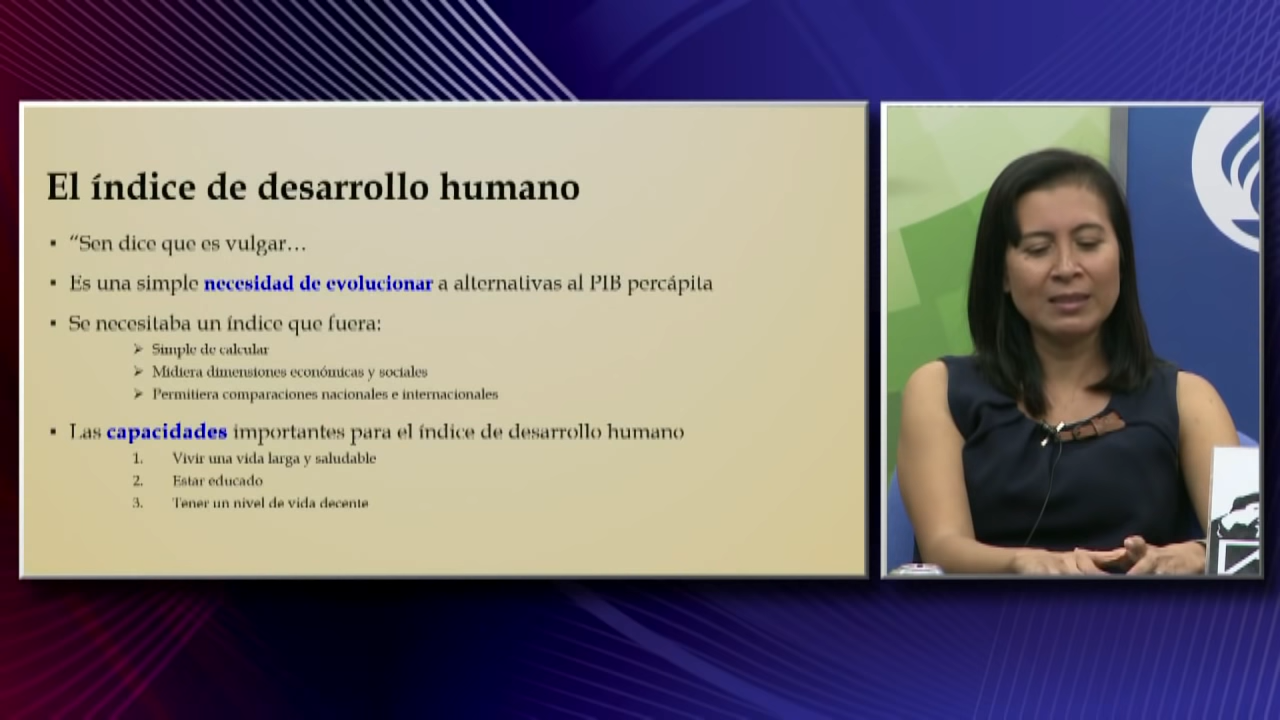 El índice de desarrollo humano
▪ “Sen dice que es vulgar…
▪ Es una simple necesidad de evolucionar a alternativas al PIB percápita
▪ Se necesitaba un índice que fuera:
➢ Simple de calcular
➢ Midiera dimensiones económicas y sociales
➢ Permitiera comparaciones nacionales e internacionales
▪ Las capacidades importantes para el índice de desarrollo humano
1. Vivir una vida larga y saludable
2. Estar educado
3. Tener un nivel de vida decente